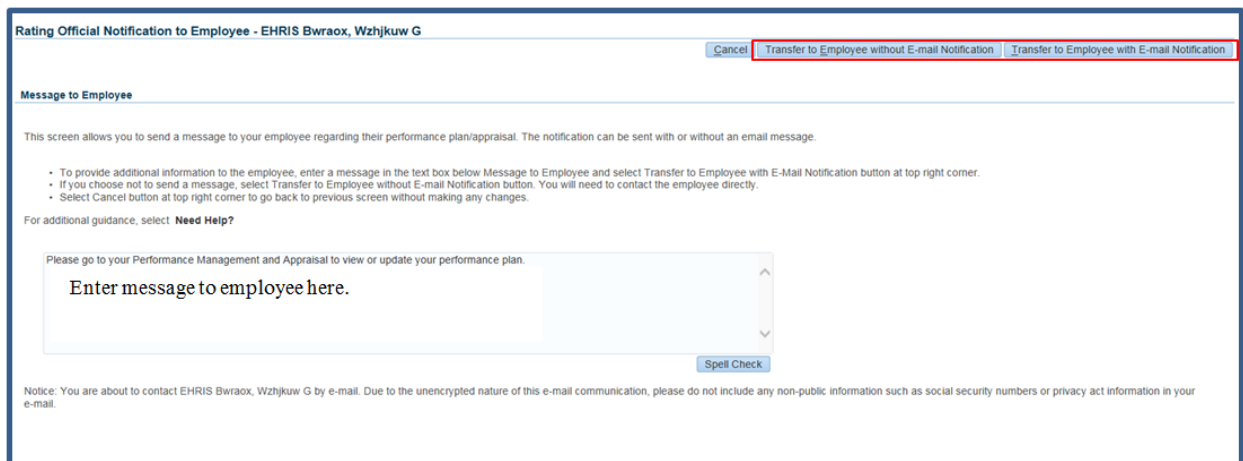 Rating Official Notification to Employee - EHRIS Bwraox, Wzhjkuw G
Cancel Transfer to Employee without E-mail Notification Transfer to Employee with E-mail Notification
Message to Employee
This screen allows you to send a message to your employee regarding their performance plan/appraisal. The notification can be sent with or without an email message.
• To provide additional information to the employee, enter a message in the text box below Message to Employee and select Transfer to Employee with E-Mail Notification button at top right corner.
• If you choose not to send a message, select Transfer to Employee without E-mail Notification button. You will need to contact the employee directly.
• Select Cancel button at top right corner to go back to previous screen without making any changes.
For additional guidance, select Need Help?
Please go to your Performance Management and Appraisal to view or update your performance plan.
Enter message to employee here.
Spell Check
Notice: You are about to contact EHRIS Bwraox, Wzhjkuw G by e-mail. Due to the unencrypted nature of this e-mail communication, please do not include any non-public information such as social security numbers or privacy act information in your
e-mail.